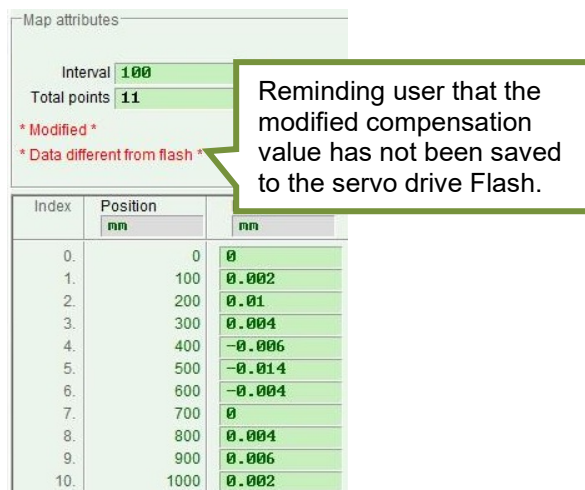 Map attributes
Interval 100
Total points 11
* Modified *
* Data different from flash *
Reminding user that the
modified compensation
value has not been saved
to the servo drive Flash.
Index Position
mm mm
0. 0 0
1. 100 0.002
2. 200 0.01
3. 300 0.004
4. 400 -0.006
5. 500 -0.014
6. 600 -0.004
7. 700 0
8. 800 0.004
9. 900 0.006
10. 1000 0.002